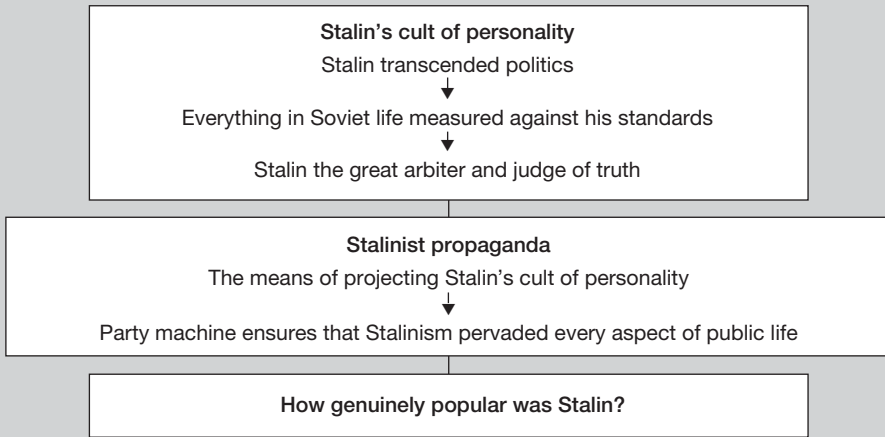 Stalin’s cult of personality
Stalin transcended politics
Everything in Soviet life measured against his standards
Stalin the great arbiter and judge of truth
Stalinist propaganda
The means of projecting Stalin’s cult of personality
Party machine ensures that Stalinism pervaded every aspect of public life
How genuinely popular was Stalin?